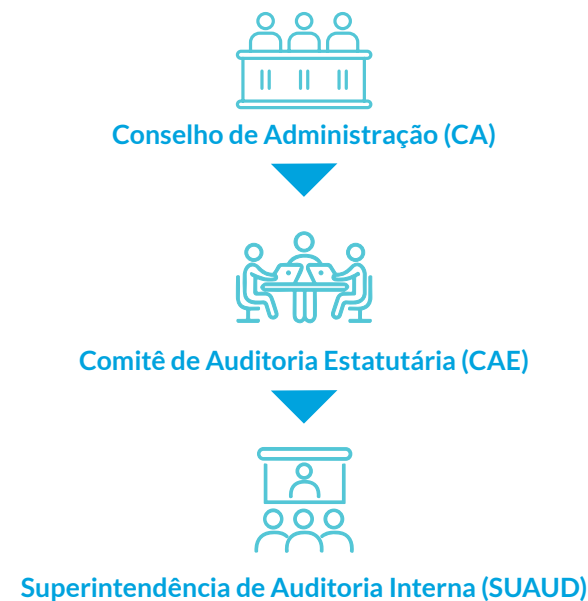 Conselho de Administração (CA)
Comitê de Auditoria Estatutária (CAE)
Superintendência de Auditoria Interna (SUAUD)